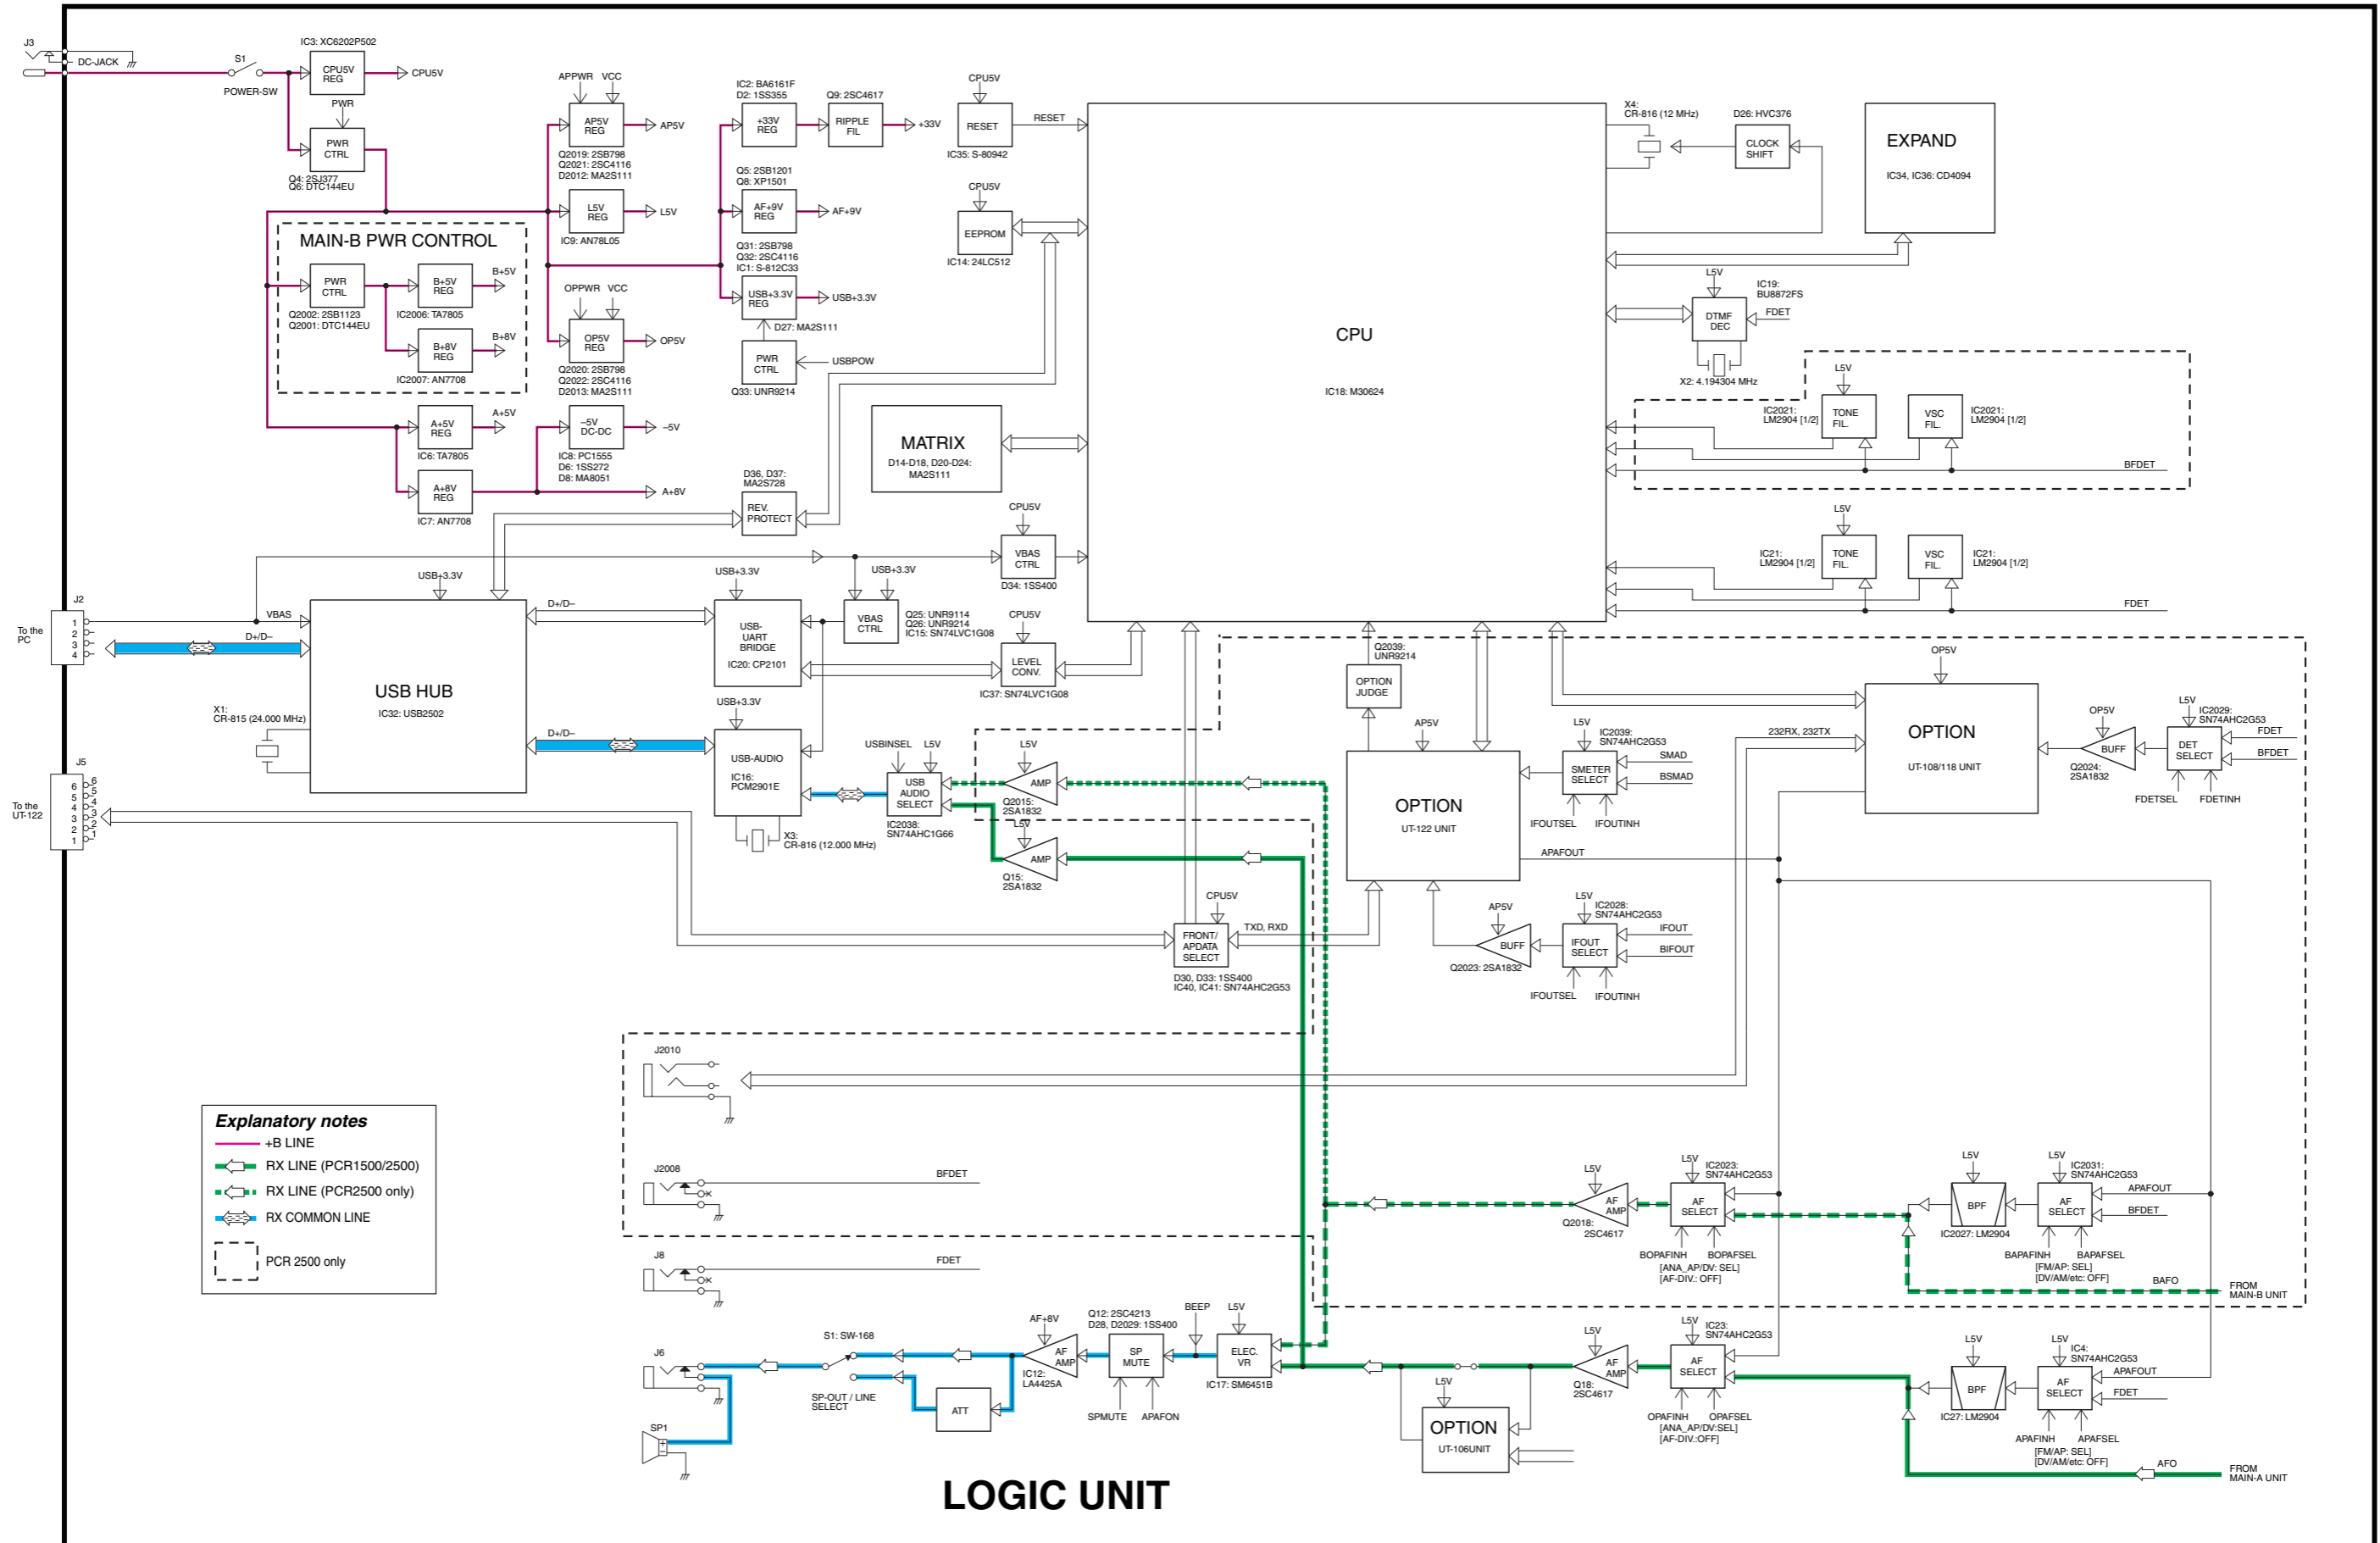 J3
DC-JACK
S1
POWER-SW
IC3: XC6202P502
CPU5V
REG
CPU5V
PWR
PWR
CTRL
Q4: 2SJ377
Q6: DTC144EU
MAIN-B PWR CONTROL
PWR
CTRL
Q2002: 2SB1123
Q2001: DTC144EU
B+5V
REG
B+5V
IC2006: TA7805
B+8V
REG
B+8V
IC2007: AN7708
A+5V
REG
A+5V
IC6: TA7805
A+8V
REG
IC7: AN7708
A+8V
APPWR
VCC
AP5V
REG
AP5V
Q2019: 2SB798
Q2021: 2SC4116
D2012: MA2S111
L5V
REG
L5V
IC9: AN78L05
OPPWR
VCC
OP5V
REG
OP5V
Q2020: 2SB798
Q2022: 2SC4116
D2013: MA2S111
–5V
DC-DC
–5V
IC8: PC1555
D6: 1SS272
D8: MA8051
IC2: BA6161F
D2: 1SS355
+33V
REG
Q9: 2SC4617
RIPPLE
FIL
+33V
Q5: 2SB1201
Q8: XP1501
AF+9V
REG
AF+9V
Q31: 2SB798
Q32: 2SC4116
IC1: S-812C33
USB+3.3V
REG
USB+3.3V
D27: MA2S111
PWR
CTRL
USBPOW
Q33: UNR9214
CPU5V
RESET
RESET
IC35: S-80942
CPU5V
EEPROM
IC14: 24LC512
MATRIX
D14-D18, D20-D24:
MA2S111
D36, D37:
MA2S728
REV.
PROTECT
CPU5V
VBAS
CTRL
D34: 1SS400
CPU
IC18: M30624
X4:
CR-816 (12 MHz)
D26: HVC376
CLOCK
SHIFT
EXPAND
IC34, IC36: CD4094
L5V
IC19:
BU8872FS
DTMF
DEC
FDET
X2: 4.194304 MHz
L5V
IC2021:
LM2904 [1/2]
TONE
FIL.
VSC
FIL.
IC2021:
LM2904 [1/2]
BFDET
L5V
IC21:
LM2904 [1/2]
TONE
FIL.
VSC
FIL.
IC21:
LM2904 [1/2]
FDET
J2
To the
PC
1
2
3
4
VBAS
D+/D–
USB+3.3V
USB HUB
IC32: USB2502
X1:
CR-815 (24.000 MHz)
D+/D–
D+/D–
USB+3.3V
USB-
UART
BRIDGE
IC20: CP2101
USB+3.3V
VBAS
CTRL
Q25: UNR9114
Q26: UNR9214
IC15: SN74LVC1G08
CPU5V
LEVEL
CONV.
IC37: SN74LVC1G08
USB+3.3V
USB-AUDIO
IC16:
PCM2901E
X3:
CR-816 (12.000 MHz)
USBINSEL
L5V
USB
AUDIO
SELECT
IC2038:
SN74AHC1G66
L5V
AMP
Q2015:
2SA1832
L5V
AMP
Q15:
2SA1832
J5
To the
UT-122
6
5
4
3
2
1
6
5
4
3
2
1
CPU5V
FRONT/
APDATA
SELECT
TXD, RXD
D30, D33: 1SS400
IC40, IC41: SN74AHC2G53
Q2039:
UNR9214
OPTION
JUDGE
AP5V
OPTION
UT-122 UNIT
APAFOUT
L5V
IC2039:
SN74AHC2G53
SMETER
SELECT
SMAD
BSMAD
IFOUTSEL
IFOUTINH
AP5V
BUFF
Q2023: 2SA1832
L5V
IC2028:
SN74AHC2G53
IFOUT
SELECT
IFOUT
BIFOUT
IFOUTSEL
IFOUTINH
232RX, 232TX
OP5V
OPTION
UT-108/118 UNIT
OP5V
BUFF
Q2024:
2SA1832
L5V
IC2029:
SN74AHC2G53
DET
SELECT
FDET
BFDET
FDETSEL
FDETINH
J2010
J2008
BFDET
J8
FDET
J6
SP1
S1: SW-168
SP-OUT / LINE
SELECT
ATT
AF+8V
AF
AMP
IC12:
LA4425A
Q12: 2SC4213
D28, D2029: 1SS400
SP
MUTE
SPMUTE
APAFON
BEEP
L5V
ELEC.
VR
IC17: SM6451B
L5V
OPTION
UT-106UNIT
L5V
AF
AMP
Q2018:
2SC4617
L5V
IC2023:
SN74AHC2G53
AF
SELECT
BOPAFINH
BOPAFSEL
[ANA_AP/DV: SEL]
[AF-DIV.: OFF]
L5V
BPF
IC2027: LM2904
L5V
IC2031:
SN74AHC2G53
AF
SELECT
APAFOUT
BFDET
BAPAFINH
BAPAFSEL
[FM/AP: SEL]
[DV/AM/etc: OFF]
BAFO
FROM
MAIN-B UNIT
L5V
AF
AMP
Q18:
2SC4617
L5V
IC23:
SN74AHC2G53
AF
SELECT
OPAFINH
OPAFSEL
[ANA_AP/DV:SEL]
[AF-DIV.:OFF]
L5V
BPF
IC27: LM2904
L5V
IC4:
SN74AHC2G53
AF
SELECT
APAFOUT
FDET
APAFINH
APAFSEL
[FM/AP: SEL]
[DV/AM/etc: OFF]
AFO
FROM
MAIN-A UNIT
Explanatory notes
+B LINE
RX LINE (PCR1500/2500)
RX LINE (PCR2500 only)
RX COMMON LINE
PCR 2500 only
LOGIC UNIT